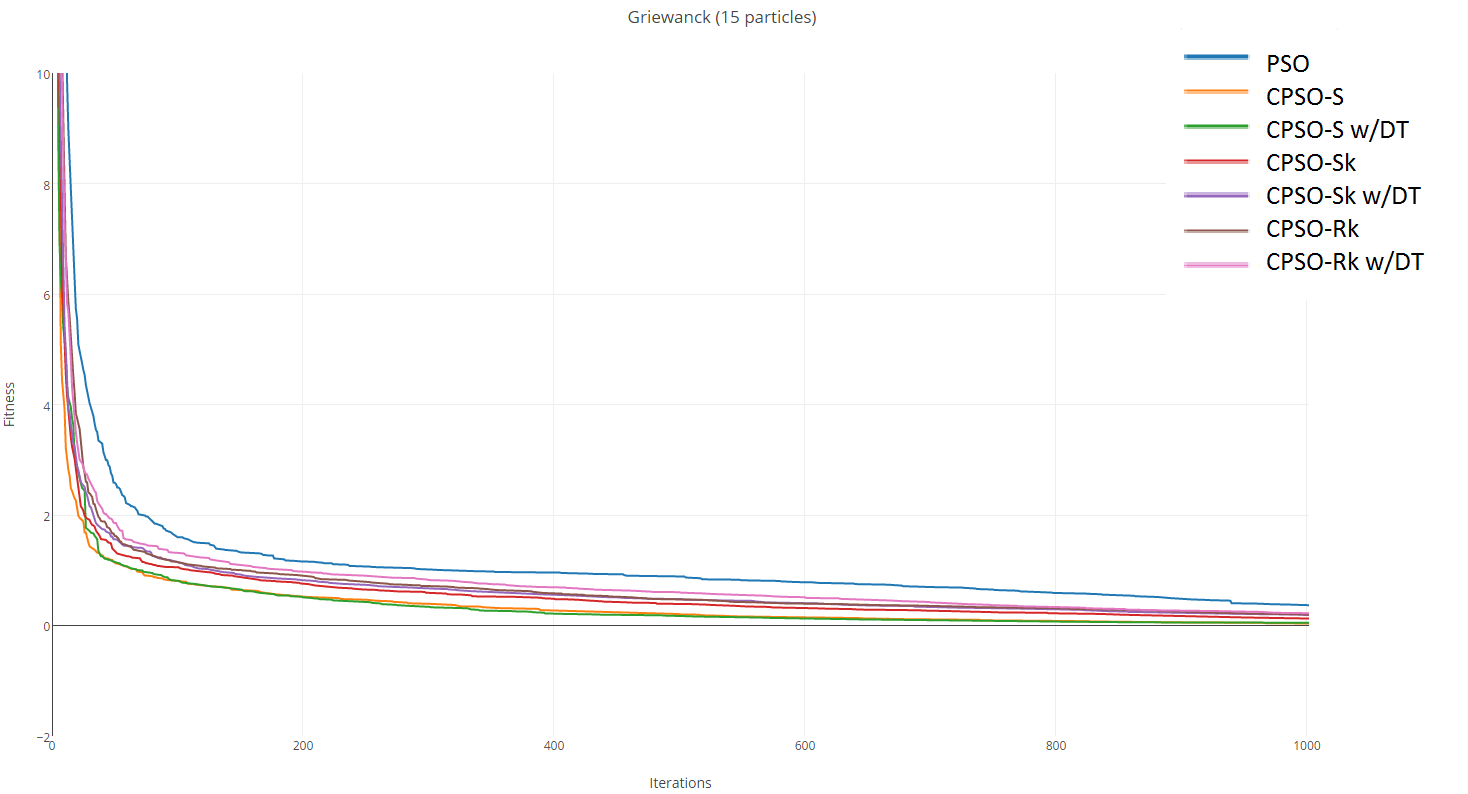 Griewanck (15 particles)
PSO
CPSO-S
CPSO-S w/DT
CPSO-Sk
CPSO-Sk w/DT
CPSO-Rk
CPSO-Rk w/DT
10
8
6
4
2
0
−2
Fitness
0
200
400
600
800
1000
Iterations